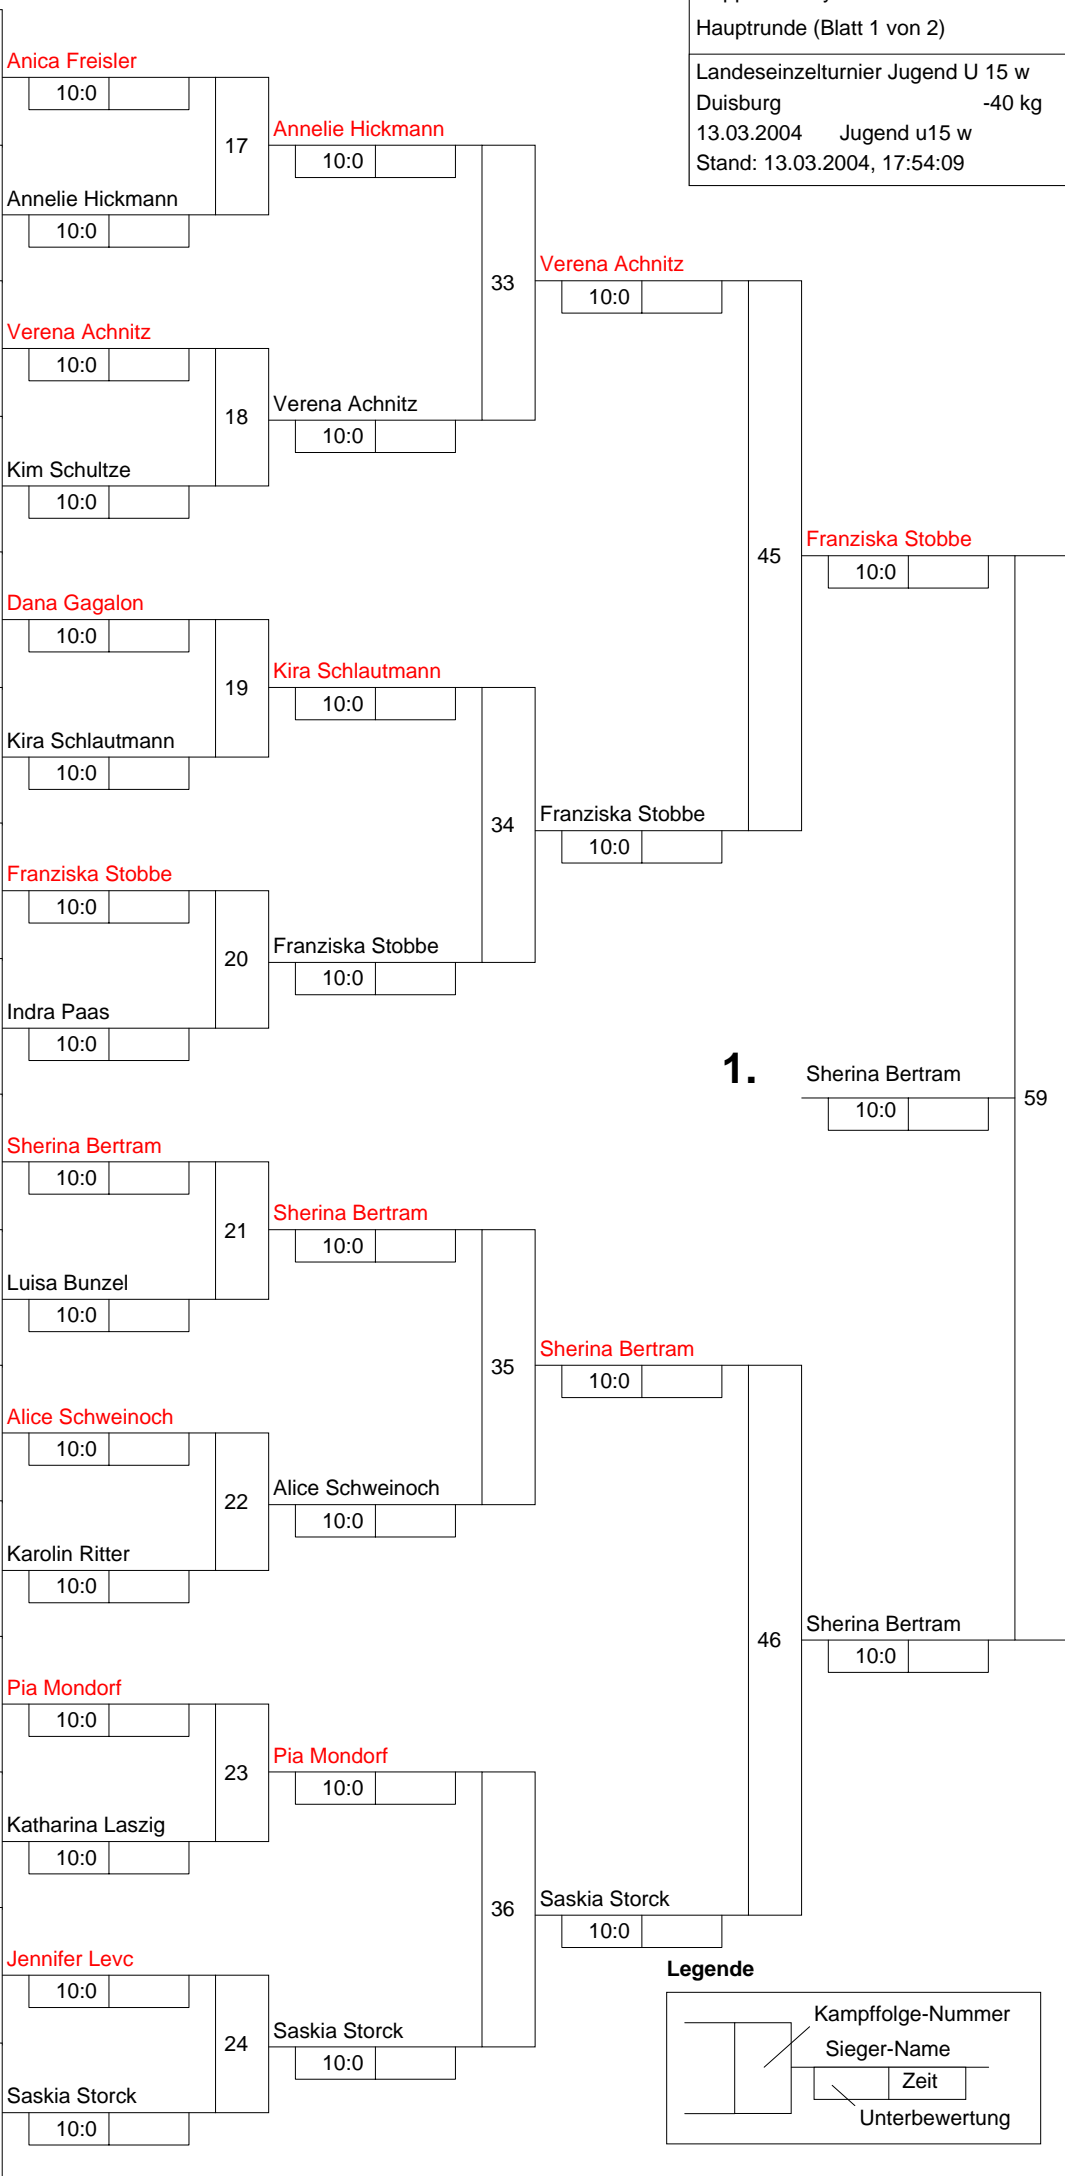 Hauptrunde (Blatt 1 von 2)
Landeseinzelturnier Jugend U 15 w
Duisburg -40 kg
13.03.2004 Jugend u15 w
Stand: 13.03.2004, 17:54:09
Anica Freisler
10:0
17
Annelie Hickmann
10:0
Verena Achnitz
10:0
18
Kim Schultze
10:0
Dana Gagalon
10:0
19
Kira Schlautmann
10:0
Franziska Stobbe
10:0
20
Indra Paas
10:0
Sherina Bertram
10:0
21
Luisa Bunzel
10:0
Alice Schweinoch
10:0
22
Karolin Ritter
10:0
Pia Mondorf
10:0
23
Katharina Laszig
10:0
Jennifer Levc
10:0
24
Saskia Storck
10:0
Annelie Hickmann
10:0
33
Verena Achnitz
10:0
Kira Schlautmann
10:0
34
Franziska Stobbe
10:0
Sherina Bertram
10:0
35
Alice Schweinoch
10:0
Pia Mondorf
10:0
36
Saskia Storck
10:0
Verena Achnitz
10:0
45
Franziska Stobbe
10:0
Sherina Bertram
10:0
46
Saskia Storck
10:0
Franziska Stobbe
10:0
1. Sherina Bertram
10:0
59
Sherina Bertram
10:0
Legende
Kampffolge-Nummer
Sieger-Name
Zeit
Unterbewertung